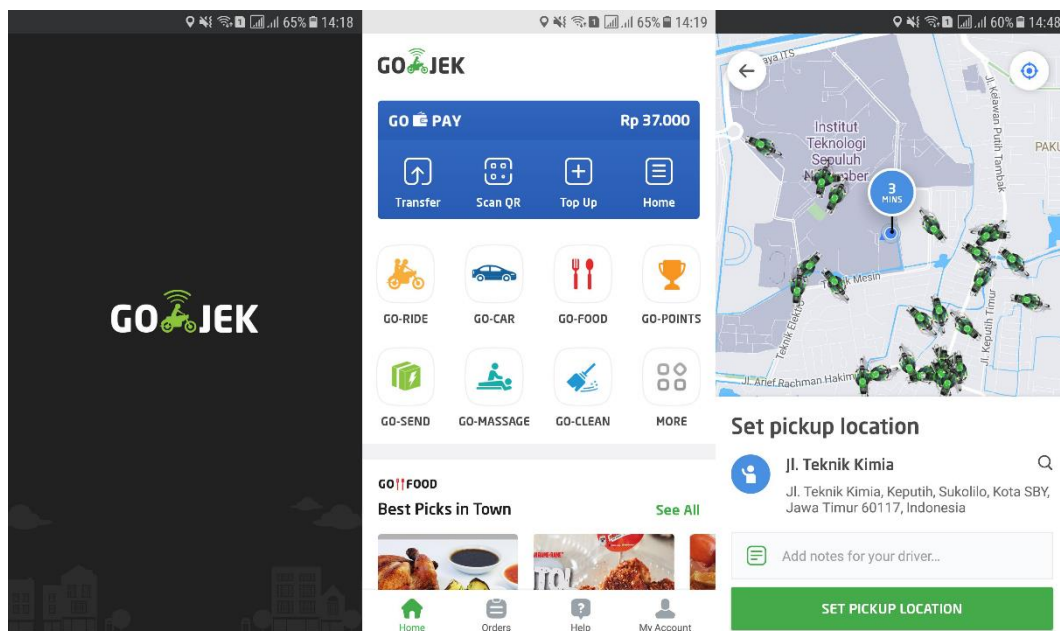 65% 14:18
GO JEK
65% 14:19
GO JEK
GO PAY
Rp 37.000
Transfer
Scan QR
Top Up
Home
GO-RIDE
GO-CAR
GO-FOOD
GO-POINTS
GO-SEND
GO-MASSAGE
GO-CLEAN
MORE
GO FOOD
Best Picks in Town
See All
Home
Orders
Help
My Account
60% 14:48
aya ITS
Jl. Kelawan Putih Tambak
PAKU
Institut
Teknologi
Sepuluh
3
MINS
Teknik Elektro
Jl. Keputih Timur
Jl. Arief Rachman Hakim
Set pickup location
Jl. Teknik Kimia
Jl. Teknik Kimia, Keputih, Sukolilo, Kota SBY,
Jawa Timur 60117, Indonesia
Add notes for your driver...
SET PICKUP LOCATION